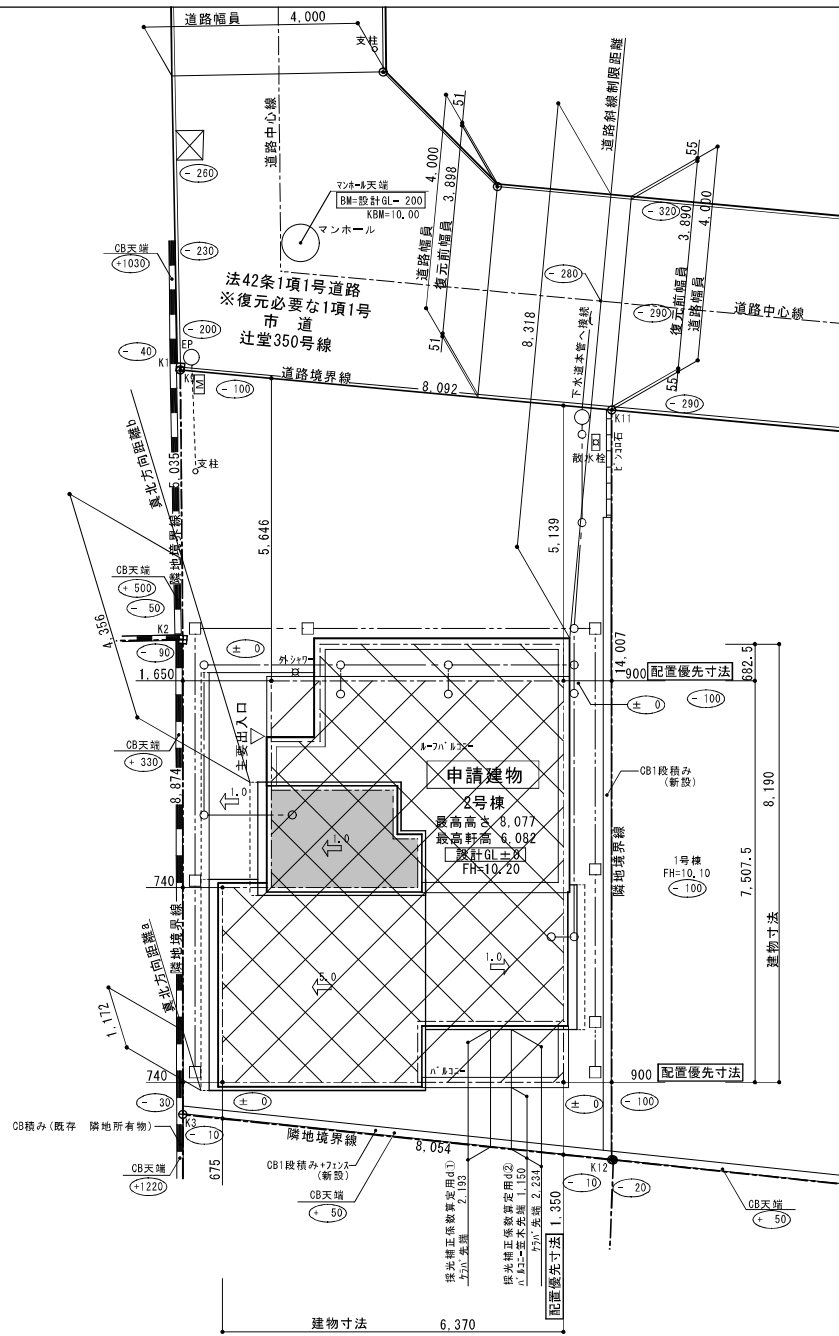 道路幅員 4,000
支柱
道路中心線
- 260
マンホール天端
BM=設計GL- 200
KBM=10.00
マンホール
4,000
道路幅員
3,898
復元前幅員
51
51
道路斜線制限距離
55
3,890
復元前幅員
4,000
道路幅員
55
- 320
- 280
- 290
- 290
道路中心線
CB天端
+1030
- 230
- 200
- 40
法42条1項1号道路
※復元必要な1項1号
市 道
辻堂350号線
EP
K1
K9
M
- 100
道路境界線 8,092
8,318
下水道本管へ接続
K11
散水栓
ピンコロ石
支柱
真北方向距離b
5,035
隣地境界線
5,646
5,139
CB天端
+ 500
- 50
K2
- 90
4,356
± 0
外シャワー
1,650
14,007
900 配置優先寸法
682.5
- 100
± 0
主要出入口
CB天端
+ 330
8,874
ルーフバルコニー
申請建物
2号棟
最高高さ 8,077
最高軒高 6,082
設計GL±0
FH=10.20
1.0
1.0
CB1段積み
(新設)
8,190
建物寸法
7,507.5
隣地境界線
1号棟
FH=10.10
- 100
740
隣地境界線
真北方向距離a
5.0
1.0
1,172
740
バルコニー
900 配置優先寸法
- 30
± 0
± 0
- 100
K3
- 10
CB積み(既存 隣地所有物)
隣地境界線 8,054
CB1段積み+フェンス
(新設)
CB天端
+1220
CB天端
+ 50
675
K12
- 10
- 20
CB天端
+ 50
採光補正係数算定用d①
ケラバ先端 2,193
採光補正係数算定用d②
バルコニー笠木先端 1,150
ケラバ先端 2,234
配置優先寸法 1,350
建物寸法 6,370